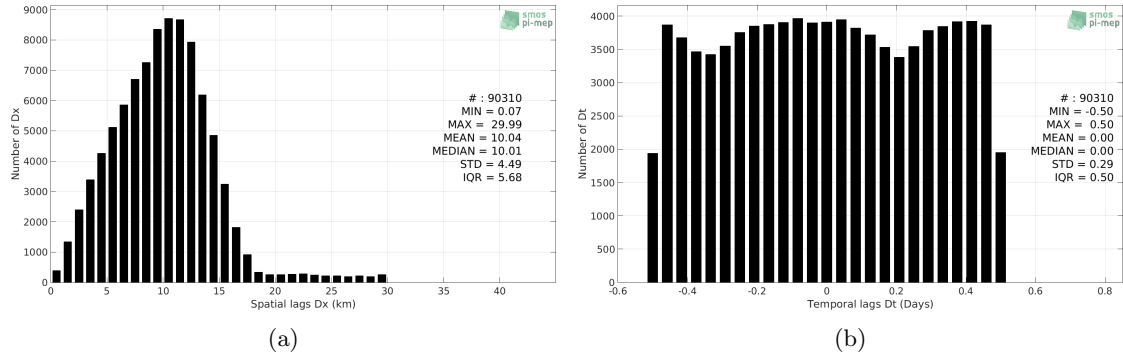 9000
8000
7000
6000
5000
4000
3000
2000
1000
0
Number of Dx
0 5 10 15 20 25 30 35 40
Spatial lags Dx (km)
smos
pi-mep
# : 90310
MIN = 0.07
MAX = 29.99
MEAN = 10.04
MEDIAN = 10.01
STD = 4.49
IQR = 5.68
(a)
4000
3500
3000
2500
2000
1500
1000
500
0
Number of Dt
-0.6 -0.4 -0.2 0 0.2 0.4 0.6 0.8
Temporal lags Dt (Days)
smos
pi-mep
# : 90310
MIN = -0.50
MAX = 0.50
MEAN = 0.00
MEDIAN = 0.00
STD = 0.29
IQR = 0.50
(b)